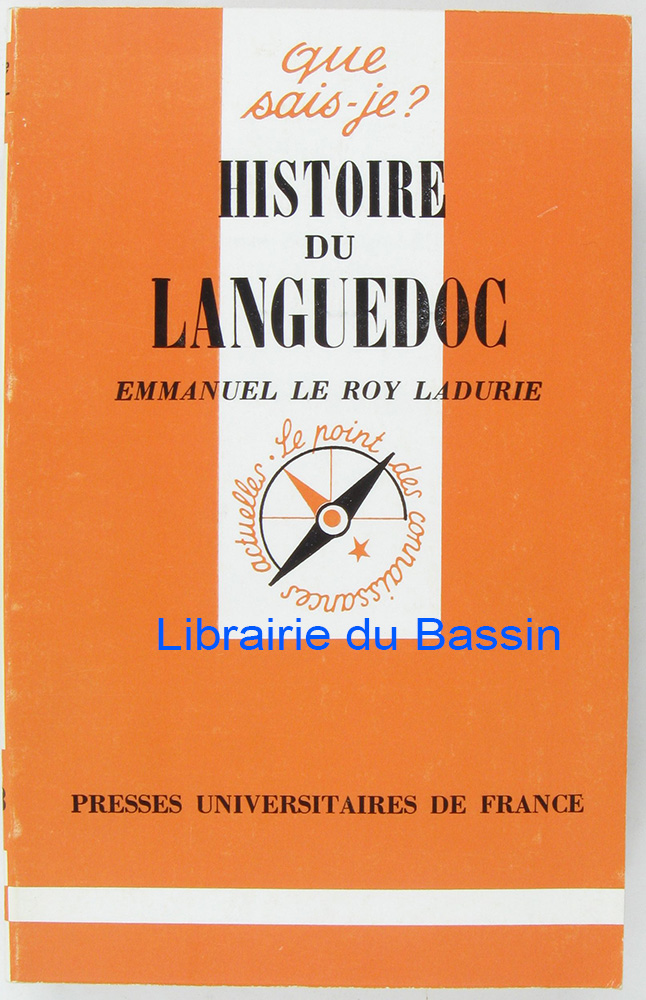 que
sais-je?
HISTOIRE
DU
LANGUEDOC
EMMANUEL LE ROY LADURIE
Le point des connaissances actuelles.
Librairie du Bassin
PRESSES UNIVERSITAIRES DE FRANCE